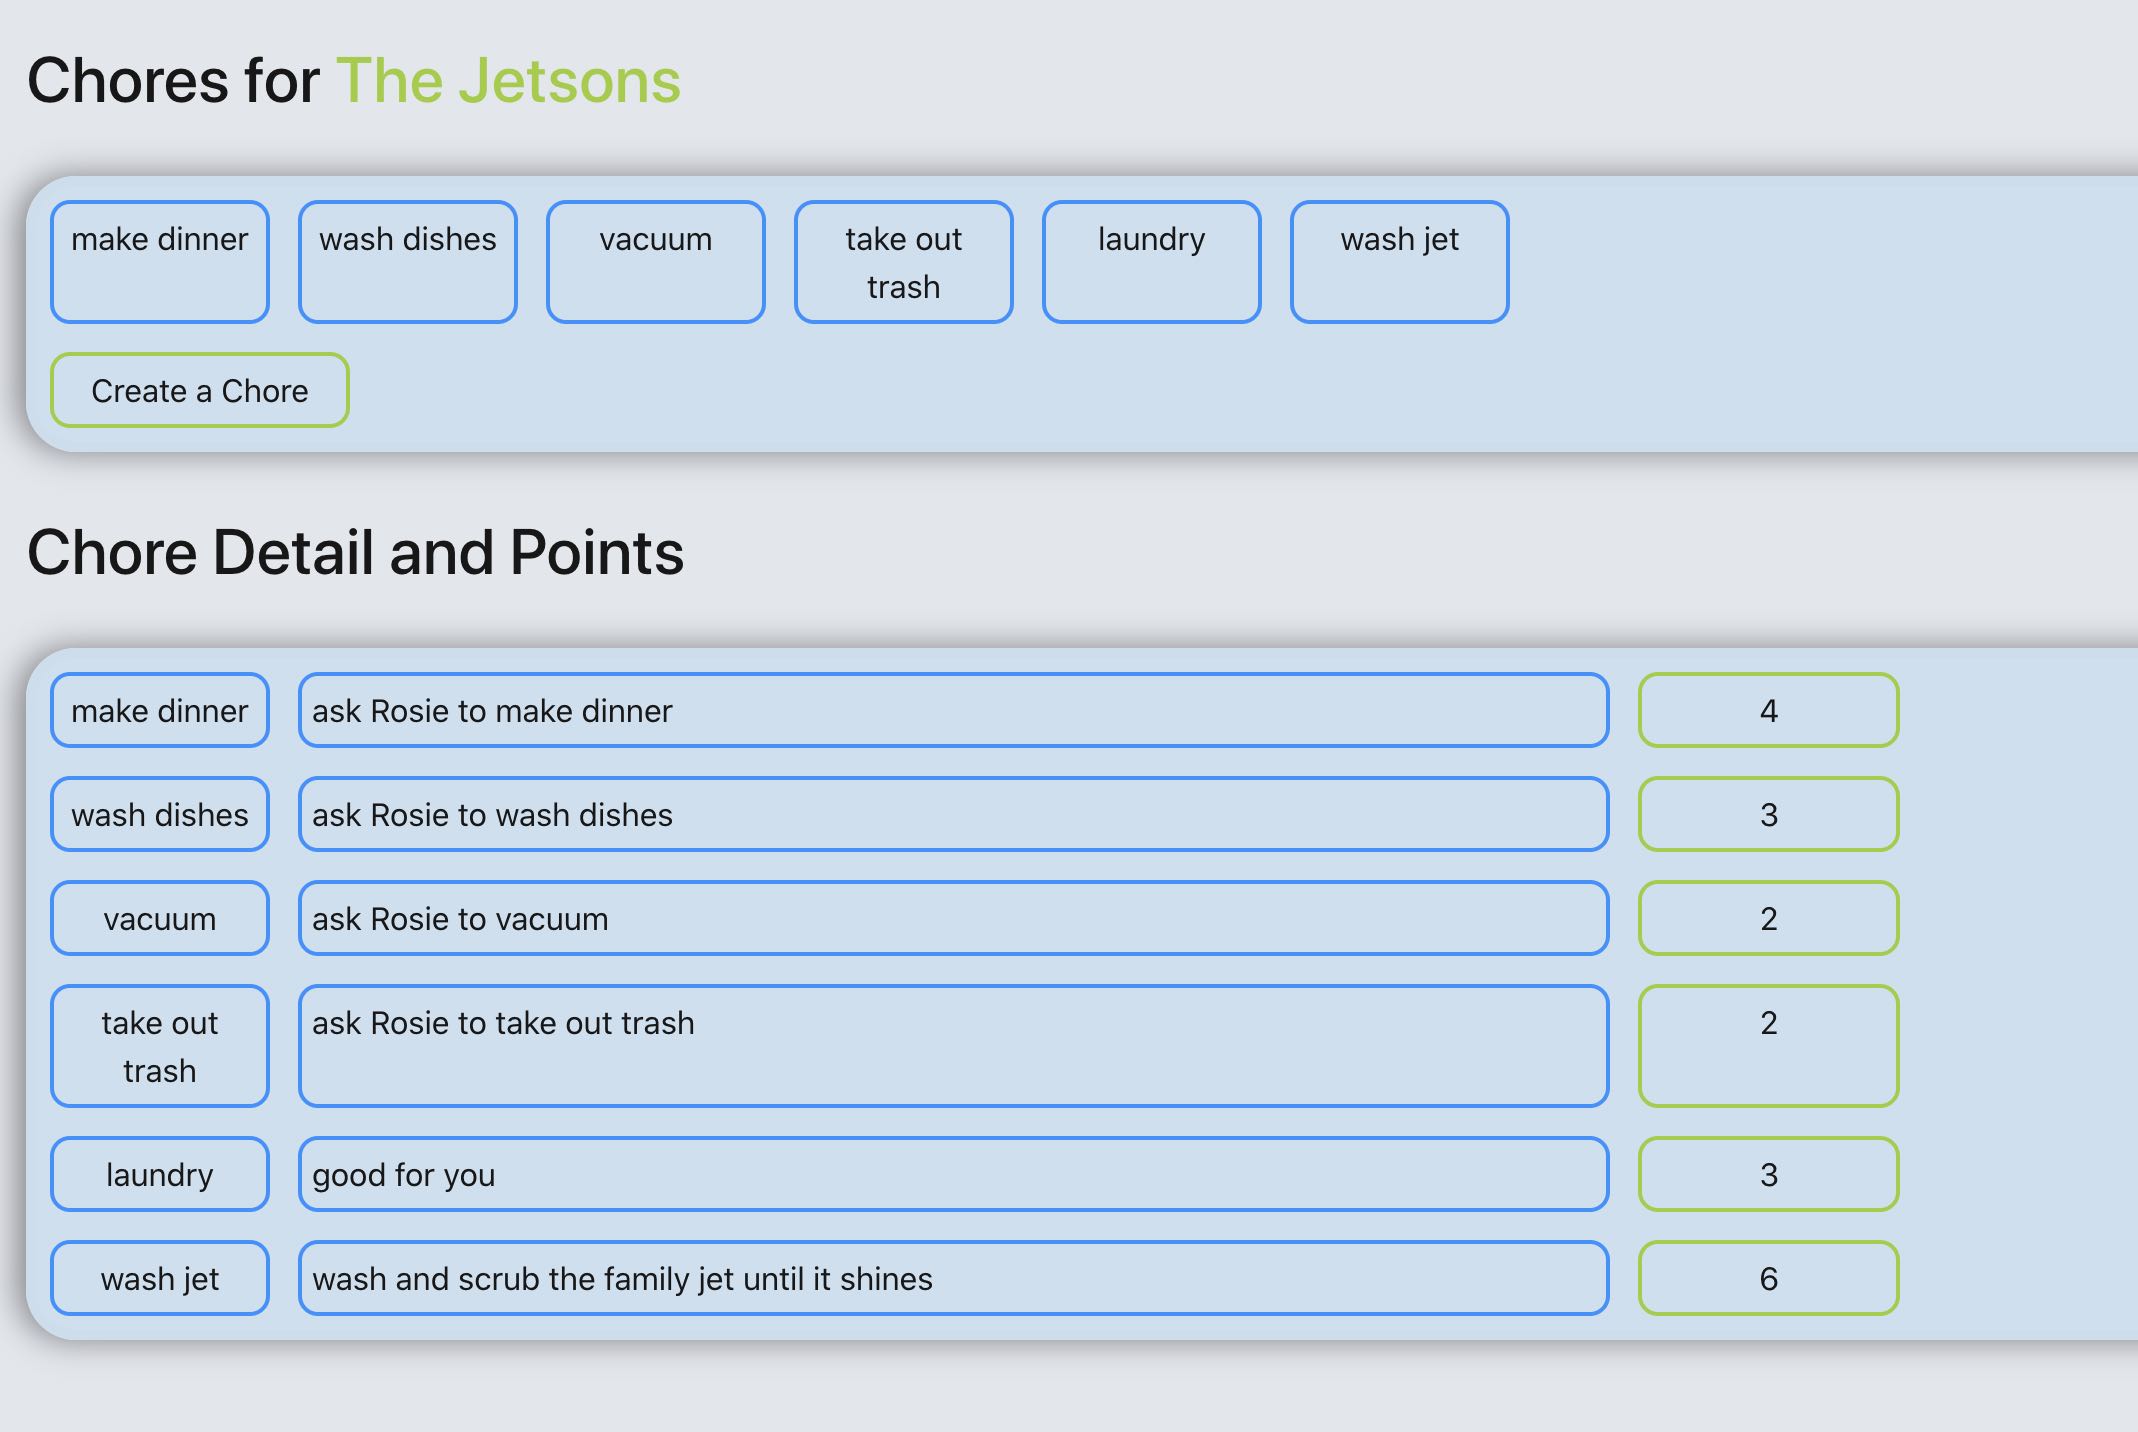 Chores for The Jetsons
make dinner
wash dishes
vacuum
take out
trash
laundry
wash jet
Create a Chore
Chore Detail and Points
make dinner
ask Rosie to make dinner
4
wash dishes
ask Rosie to wash dishes
3
vacuum
ask Rosie to vacuum
2
take out
trash
ask Rosie to take out trash
2
laundry
good for you
3
wash jet
wash and scrub the family jet until it shines
6